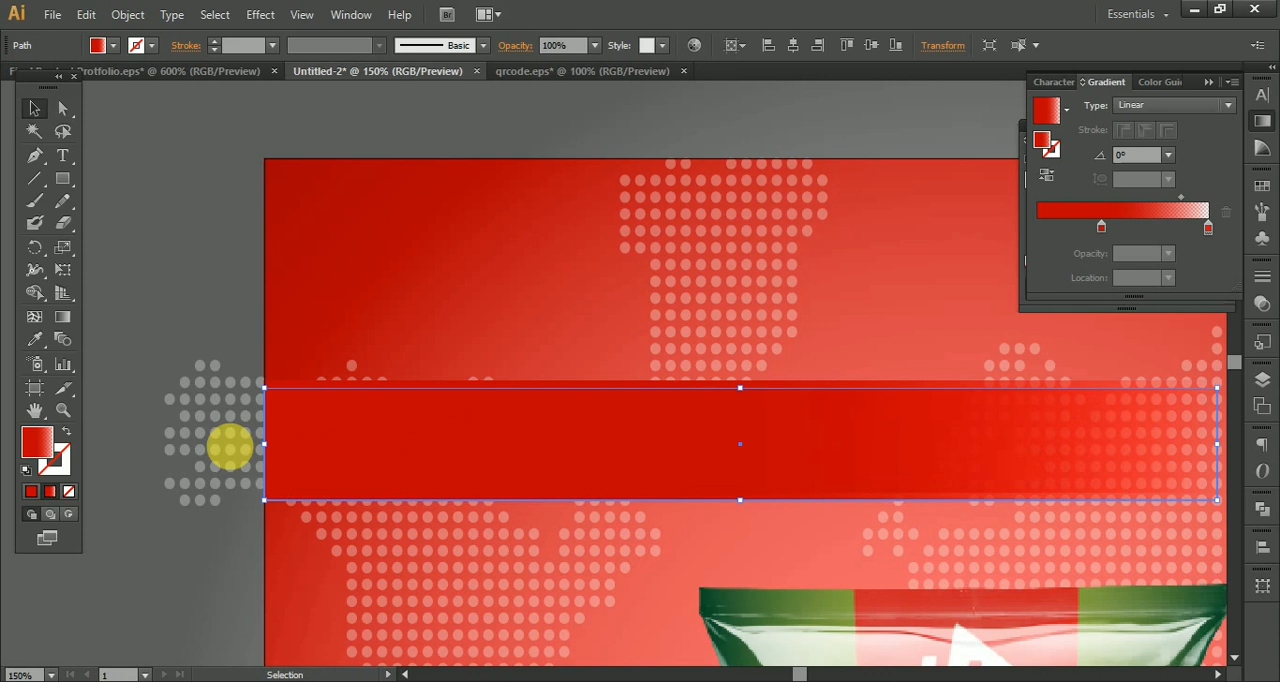 Ai File Edit Object Type Select Effect View Window Help Br Essentials
Path Stroke: Basic Opacity: 100% Style: Transform
Portfolio.eps* @ 600% (RGB/Preview) × Untitled-2* @ 150% (RGB/Preview) × qrcode.eps* @ 100% (RGB/Preview) ×
Character Gradient Color Gui
Type: Linear
Stroke:
0°
Opacity:
Location:
150% 1 Selection